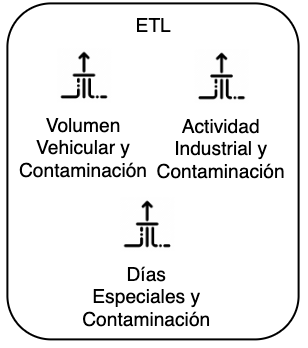 ETL
Volumen
Vehicular y
Contaminación
Actividad
Industrial y
Contaminación
Días
Especiales y
Contaminación